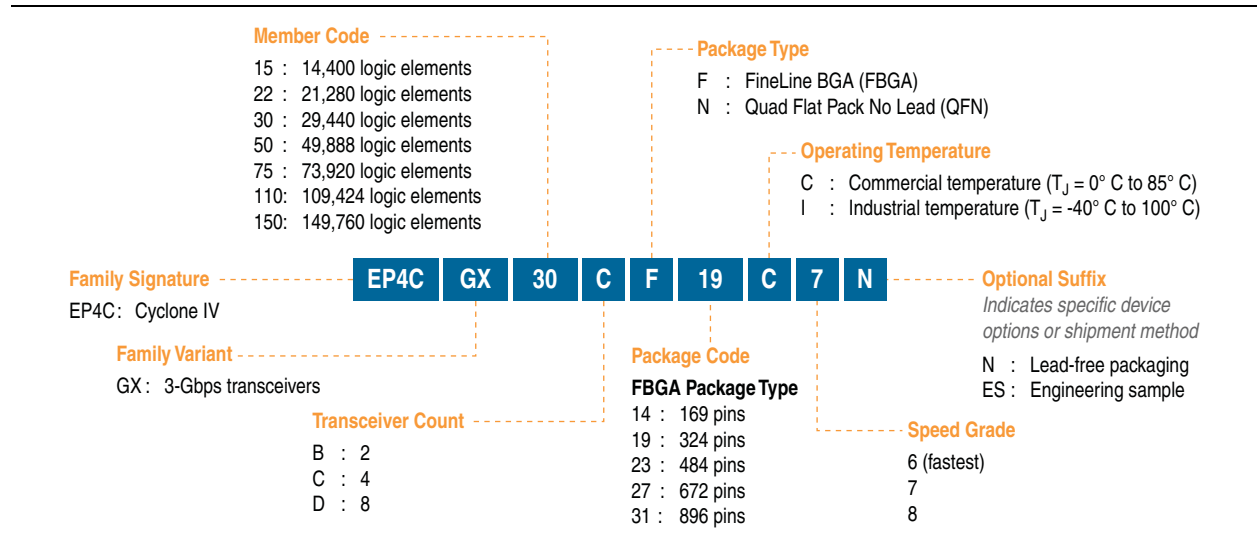 Member Code
15 : 14,400 logic elements
22 : 21,280 logic elements
30 : 29,440 logic elements
50 : 49,888 logic elements
75 : 73,920 logic elements
110: 109,424 logic elements
150: 149,760 logic elements
Package Type
F : FineLine BGA (FBGA)
N : Quad Flat Pack No Lead (QFN)
Operating Temperature
C : Commercial temperature (TJ = 0° C to 85° C)
I : Industrial temperature (TJ = -40° C to 100° C)
Family Signature
EP4C: Cyclone IV
EP4C GX 30 C F 19 C 7 N
Optional Suffix
Indicates specific device
options or shipment method
N : Lead-free packaging
ES : Engineering sample
Family Variant
GX : 3-Gbps transceivers
Transceiver Count
B : 2
C : 4
D : 8
Package Code
FBGA Package Type
14 : 169 pins
19 : 324 pins
23 : 484 pins
27 : 672 pins
31 : 896 pins
Speed Grade
6 (fastest)
7
8